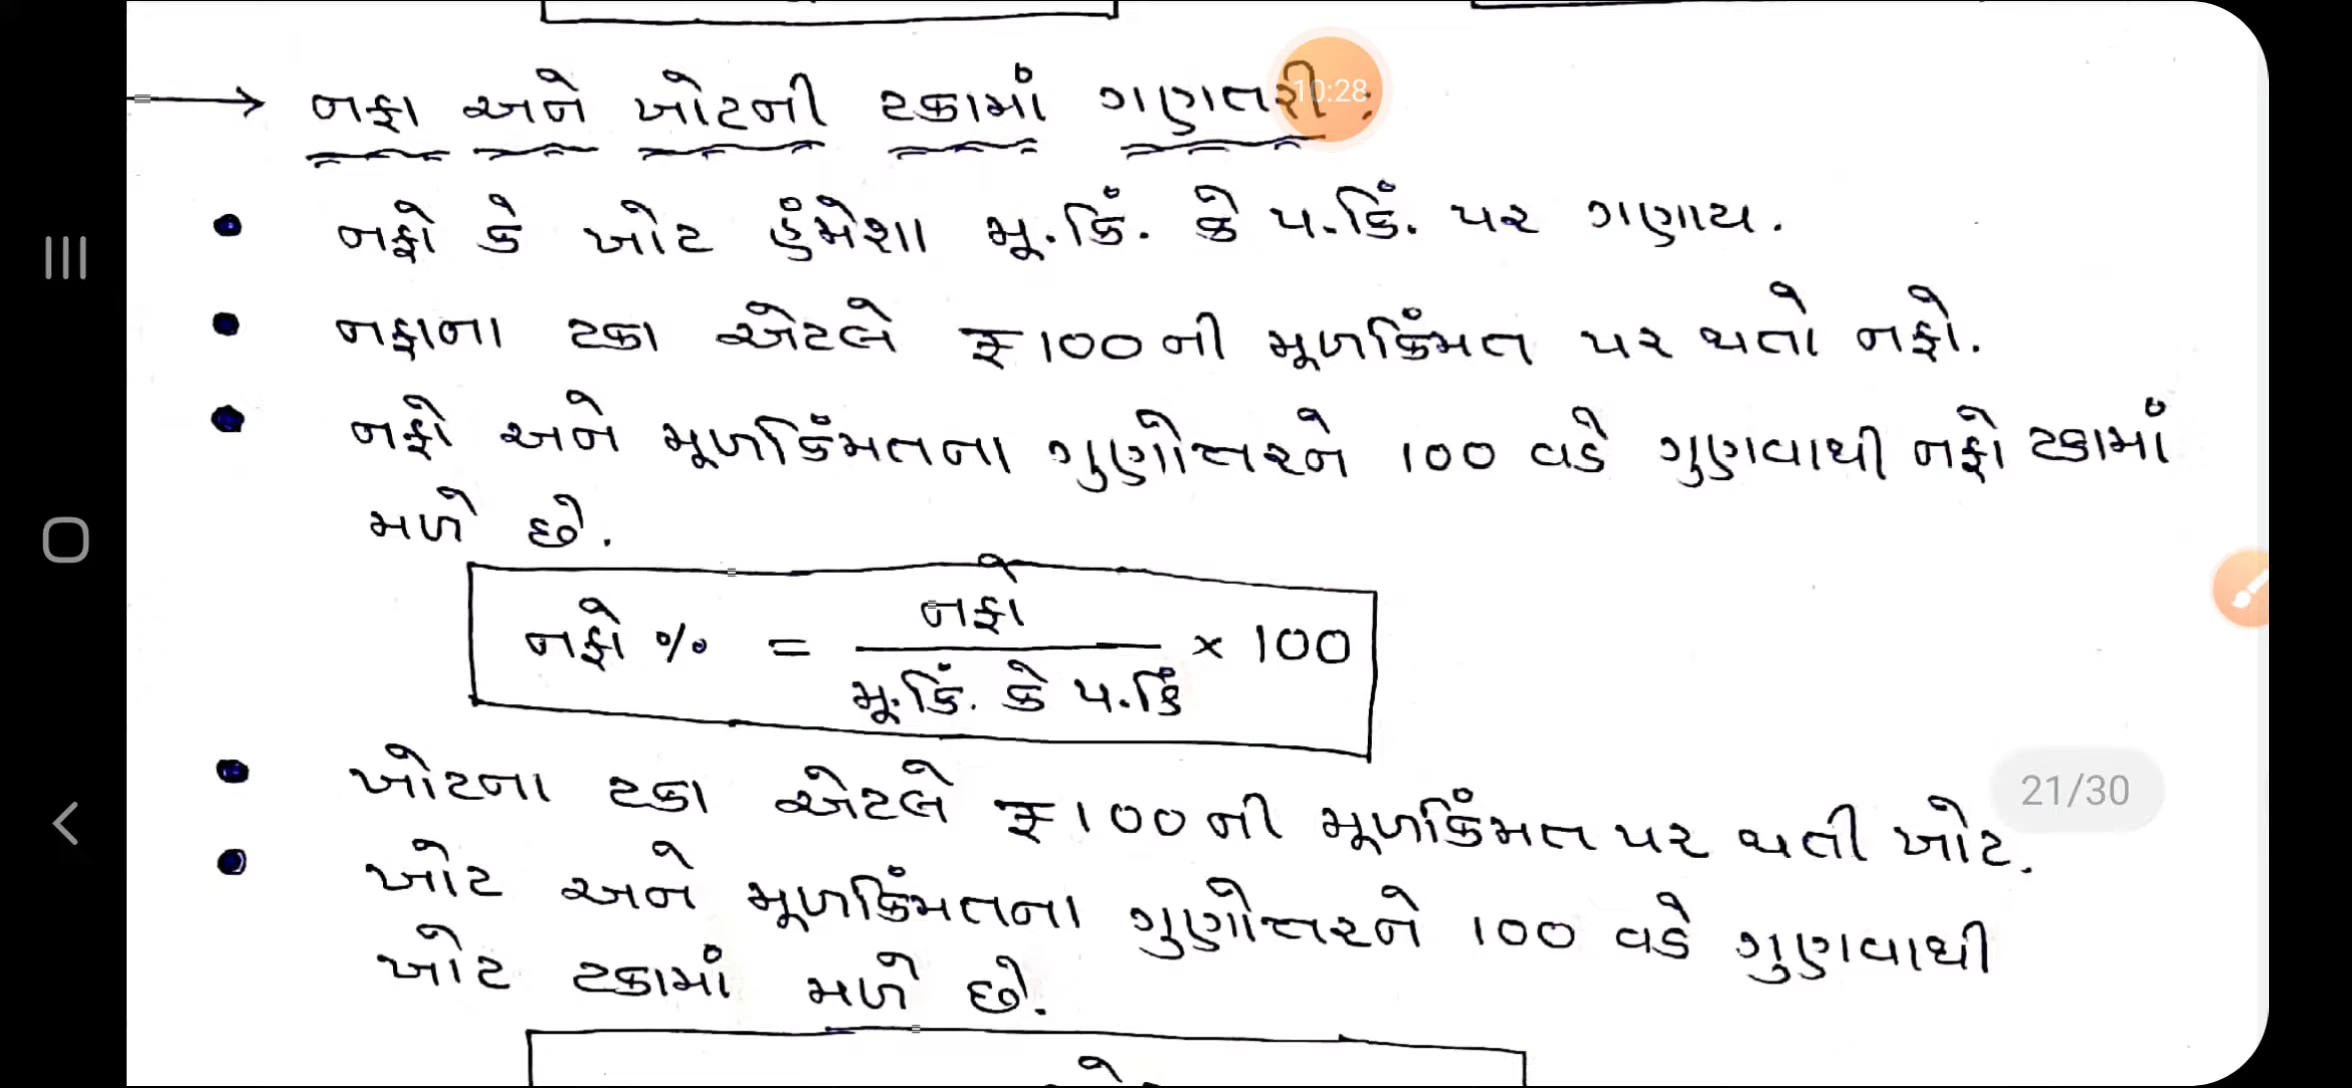 → નફા અને ખોટની ટકામાં ગણતરી :
10:28
• નફો કે ખોટ હંમેશા મૂ.કિં. કે પ.કિં. પર ગણાય.
• નફાના ટકા એટલે ₹100ની મૂળકિંમત પર થતો નફો.
• નફો અને મૂળકિંમતના ગુણોત્તરને 100 વડે ગુણવાથી નફો ટકામાં
મળે છે.
નફો % = નફો / મૂ.કિં. કે પ.કિં × 100
• ખોટના ટકા એટલે ₹100ની મૂળકિંમત પર થતી ખોટ.
21/30
• ખોટ અને મૂળકિંમતના ગુણોત્તરને 100 વડે ગુણવાથી
ખોટ ટકામાં મળે છે.